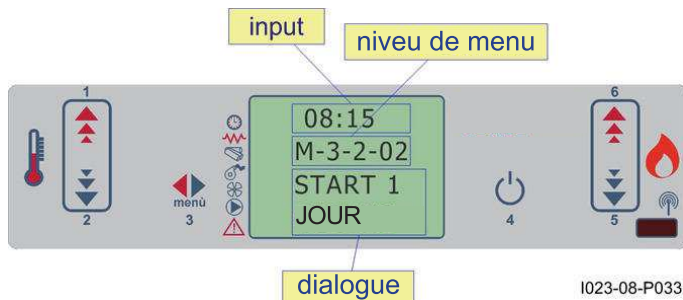 input
niveu de menu
1
6
08:15
M-3-2-02
START 1
JOUR
menù
2
3
4
5
dialogue
I023-08-P033